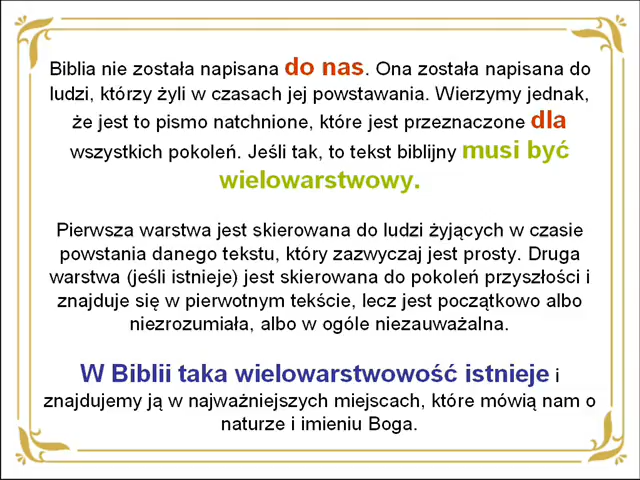 Biblia nie została napisana do nas. Ona została napisana do
ludzi, którzy żyli w czasach jej powstawania. Wierzymy jednak,
że jest to pismo natchnione, które jest przeznaczone dla
wszystkich pokoleń. Jeśli tak, to tekst biblijny musi być
wielowarstwowy.
Pierwsza warstwa jest skierowana do ludzi żyjących w czasie
powstania danego tekstu, który zazwyczaj jest prosty. Druga
warstwa (jeśli istnieje) jest skierowana do pokoleń przyszłości i
znajduje się w pierwotnym tekście, lecz jest początkowo albo
niezrozumiała, albo w ogóle niezauważalna.
W Biblii taka wielowarstwowość istnieje i
znajdujemy ją w najważniejszych miejscach, które mówią nam o
naturze i imieniu Boga.